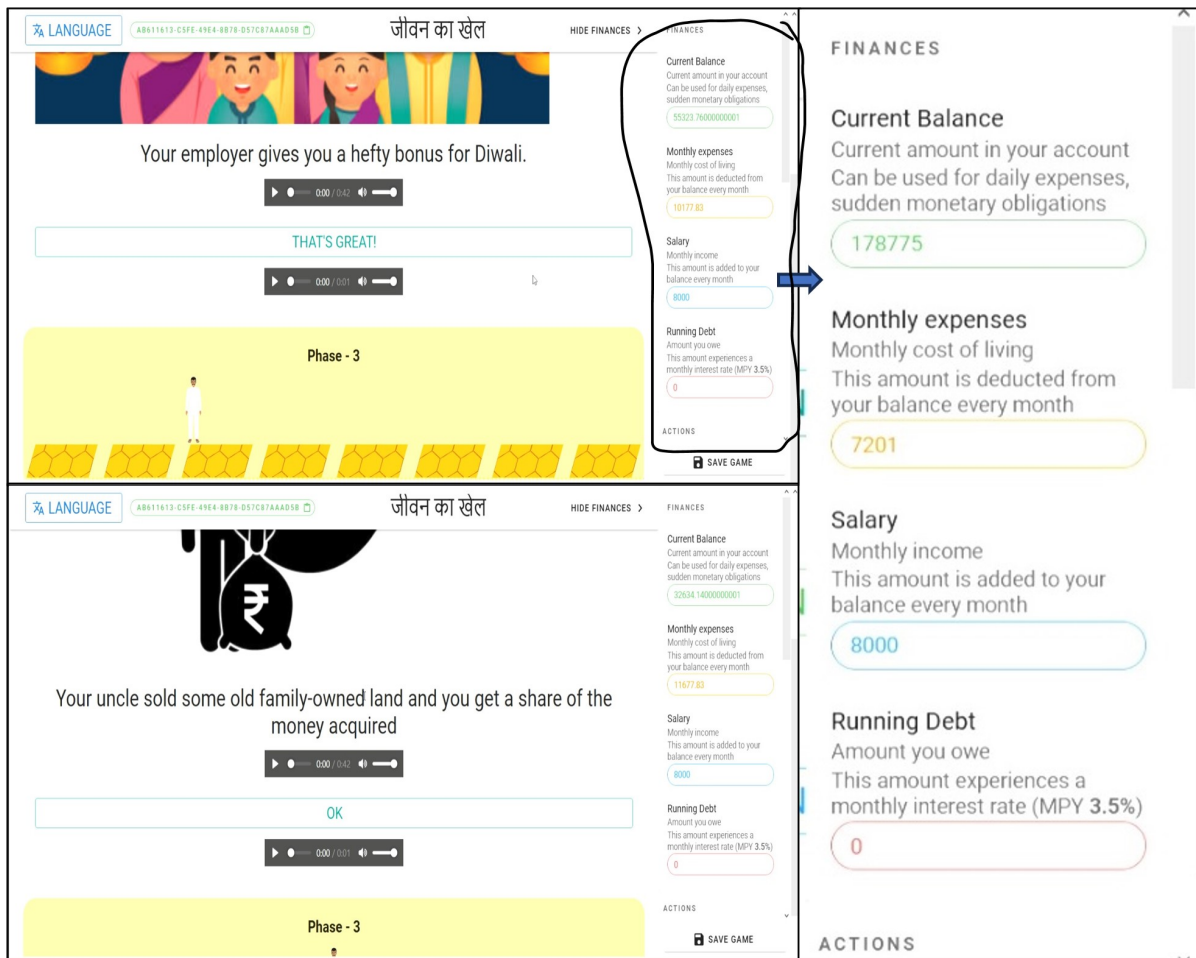 LANGUAGE
AB611613-C5FE-49E4-8B78-D57C87AAAD5B
जीवन का खेल
HIDE FINANCES >
Your employer gives you a hefty bonus for Diwali.
0:00 / 0:42
THAT'S GREAT!
0:00 / 0:01
Phase - 3
FINANCES
Current Balance
Current amount in your account
Can be used for daily expenses,
sudden monetary obligations
55323.76000000001
Monthly expenses
Monthly cost of living
This amount is deducted from
your balance every month
10177.83
Salary
Monthly income
This amount is added to your
balance every month
8000
Running Debt
Amount you owe
This amount experiences a
monthly interest rate (MPY 3.5%)
0
ACTIONS
SAVE GAME
LANGUAGE
AB611613-C5FE-49E4-8B78-D57C87AAAD5B
जीवन का खेल
HIDE FINANCES >
₹
Your uncle sold some old family-owned land and you get a share of the
money acquired
0:00 / 0:42
OK
0:00 / 0:01
Phase - 3
FINANCES
Current Balance
Current amount in your account
Can be used for daily expenses,
sudden monetary obligations
32634.14000000001
Monthly expenses
Monthly cost of living
This amount is deducted from
your balance every month
11677.83
Salary
Monthly income
This amount is added to your
balance every month
8000
Running Debt
Amount you owe
This amount experiences a
monthly interest rate (MPY 3.5%)
0
ACTIONS
SAVE GAME
FINANCES
Current Balance
Current amount in your account
Can be used for daily expenses,
sudden monetary obligations
178775
Monthly expenses
Monthly cost of living
This amount is deducted from
your balance every month
7201
Salary
Monthly income
This amount is added to your
balance every month
8000
Running Debt
Amount you owe
This amount experiences a
monthly interest rate (MPY 3.5%)
0
ACTIONS